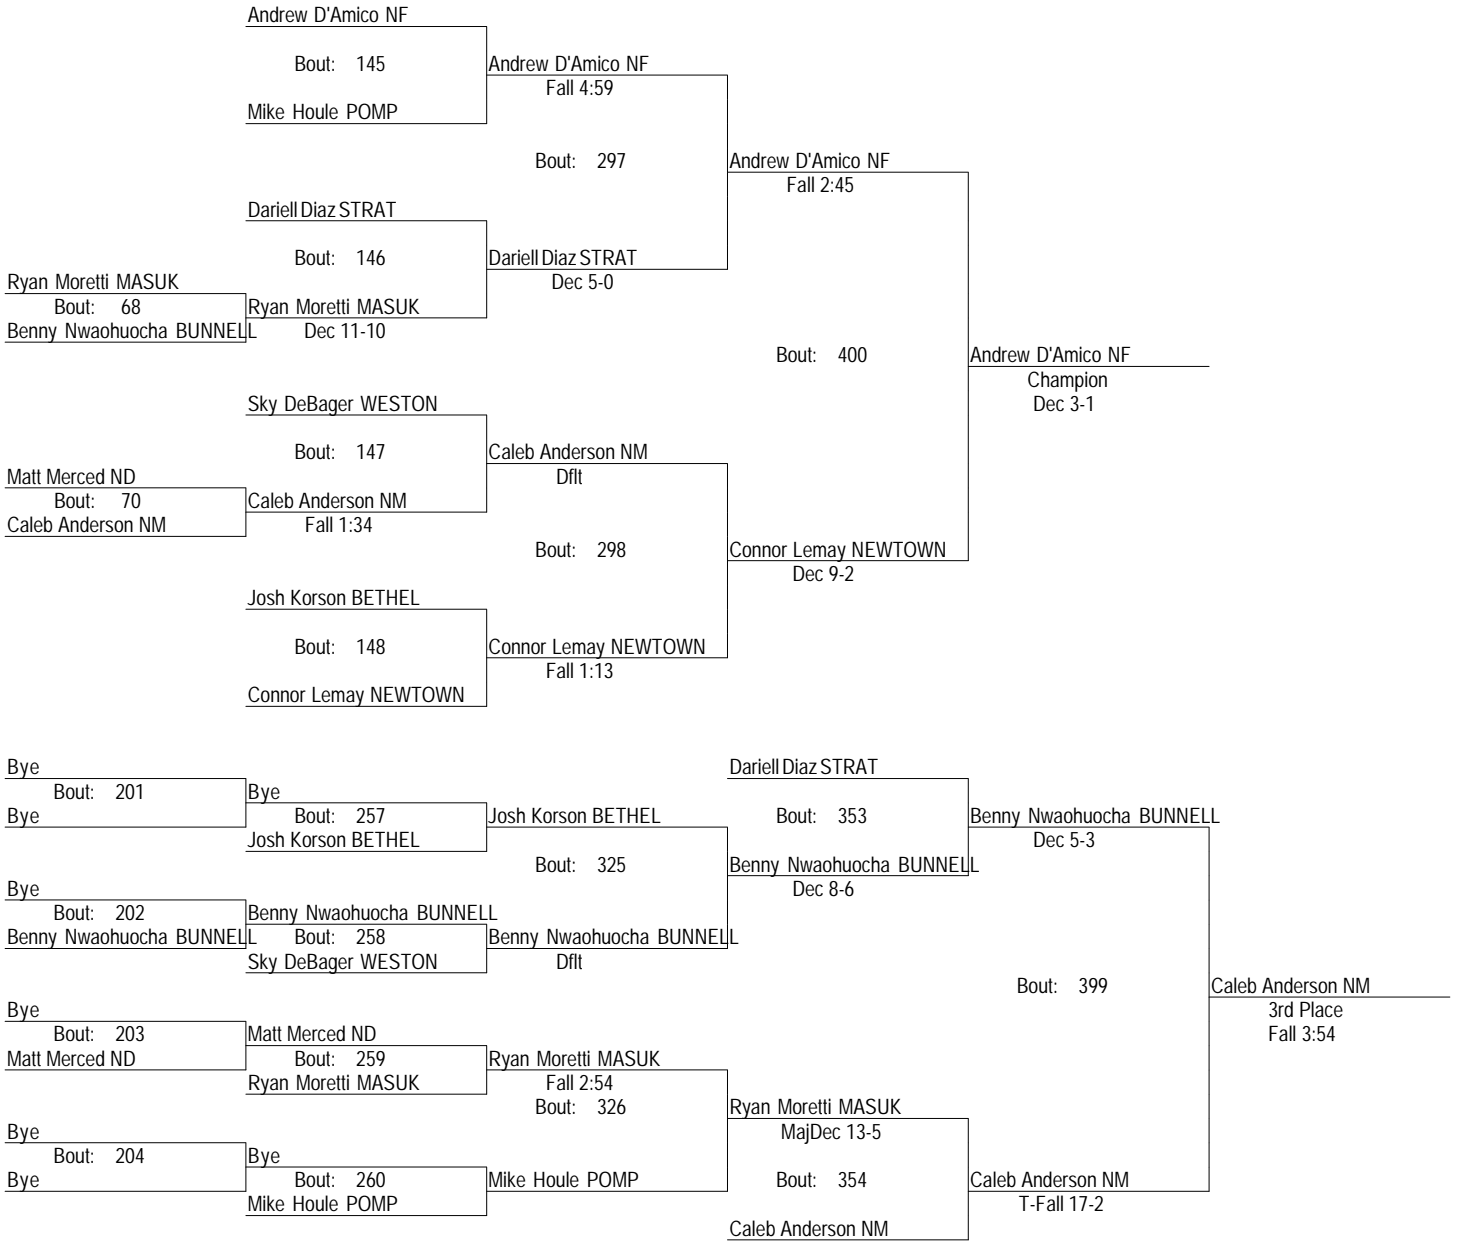 Andrew D'Amico NF
Bout: 145
Andrew D'Amico NF
Fall 4:59
Mike Houle POMP
Bout: 297
Andrew D'Amico NF
Fall 2:45
Dariell Diaz STRAT
Bout: 146
Dariell Diaz STRAT
Dec 5-0
Ryan Moretti MASUK
Bout: 68
Ryan Moretti MASUK
Benny Nwaohuocha BUNNELL
Dec 11-10
Bout: 400
Andrew D'Amico NF
Champion
Dec 3-1
Sky DeBager WESTON
Bout: 147
Caleb Anderson NM
Dflt
Matt Merced ND
Bout: 70
Caleb Anderson NM
Caleb Anderson NM
Fall 1:34
Bout: 298
Connor Lemay NEWTOWN
Dec 9-2
Josh Korson BETHEL
Bout: 148
Connor Lemay NEWTOWN
Fall 1:13
Connor Lemay NEWTOWN
Bye
Dariell Diaz STRAT
Bout: 201
Bye
Bye
Bout: 257
Josh Korson BETHEL
Bout: 353
Benny Nwaohuocha BUNNELL
Josh Korson BETHEL
Dec 5-3
Bout: 325
Benny Nwaohuocha BUNNELL
Bye
Dec 8-6
Bout: 202
Benny Nwaohuocha BUNNELL
Benny Nwaohuocha BUNNELL
Bout: 258
Benny Nwaohuocha BUNNELL
Sky DeBager WESTON
Dflt
Bout: 399
Caleb Anderson NM
3rd Place
Fall 3:54
Bye
Bout: 203
Matt Merced ND
Matt Merced ND
Bout: 259
Ryan Moretti MASUK
Ryan Moretti MASUK
Fall 2:54
Bout: 326
Ryan Moretti MASUK
MajDec 13-5
Bye
Bout: 204
Bye
Bye
Bout: 260
Mike Houle POMP
Bout: 354
Caleb Anderson NM
Mike Houle POMP
T-Fall 17-2
Caleb Anderson NM